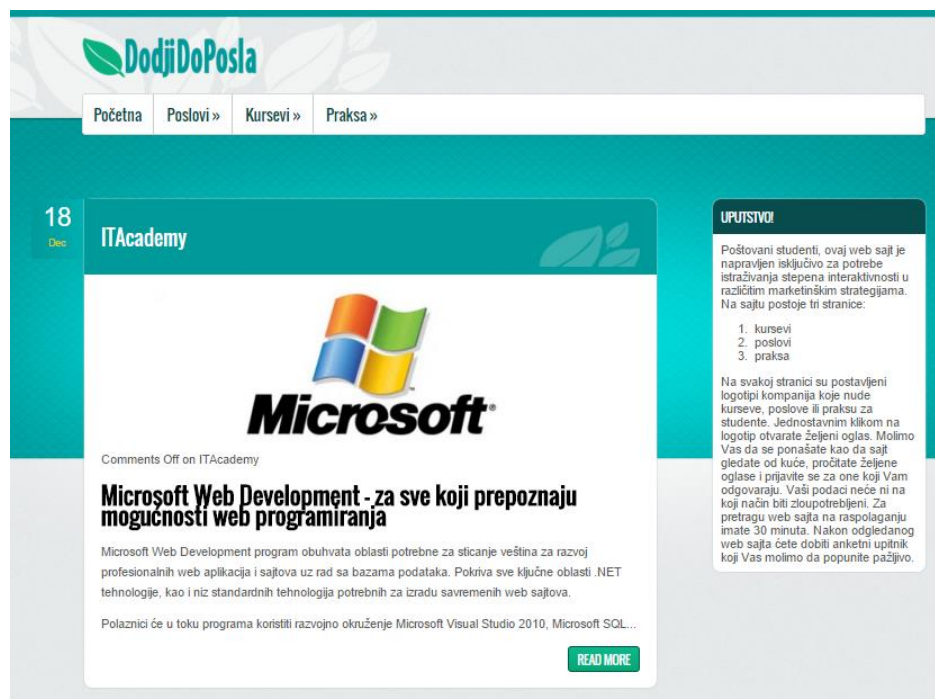 DodjiDoPosla
Početna Poslovi » Kursevi » Praksa »
18
Dec
ITAcademy
Microsoft®
Comments Off on ITAcademy
Microsoft Web Development - za sve koji prepoznaju
mogućnosti web programiranja
Microsoft Web Development program obuhvata oblasti potrebne za sticanje veština za razvoj
profesionalnih web aplikacija i sajtova uz rad sa bazama podataka. Pokriva sve ključne oblasti .NET
tehnologije, kao i niz standardnih tehnologija potrebnih za izradu savremenih web sajtova.
Polaznici će u toku programa koristiti razvojno okruženje Microsoft Visual Studio 2010, Microsoft SQL...
READ MORE
UPUTSTVO!
Poštovani studenti, ovaj web sajt je
napravljen isključivo za potrebe
istraživanja stepena interaktivnosti u
različitim marketinškim strategijama.
Na sajtu postoje tri stranice:
1. kursevi
2. poslovi
3. praksa
Na svakoj stranici su postavljeni
logotipi kompanija koje nude
kurseve, poslove ili praksu za
studente. Jednostavnim klikom na
logotip otvarate željeni oglas. Molimo
Vas da se ponašate kao da sajt
gledate od kuće, pročitate željene
oglase i prijavite se za one koji Vam
odgovaraju. Vaši podaci neće ni na
koji način biti zloupotrebljeni. Za
pretragu web sajta na raspolaganju
imate 30 minuta. Nakon odgledanog
web sajta ćete dobiti anketni upitnik
koji Vas molimo da popunite pažljivo.